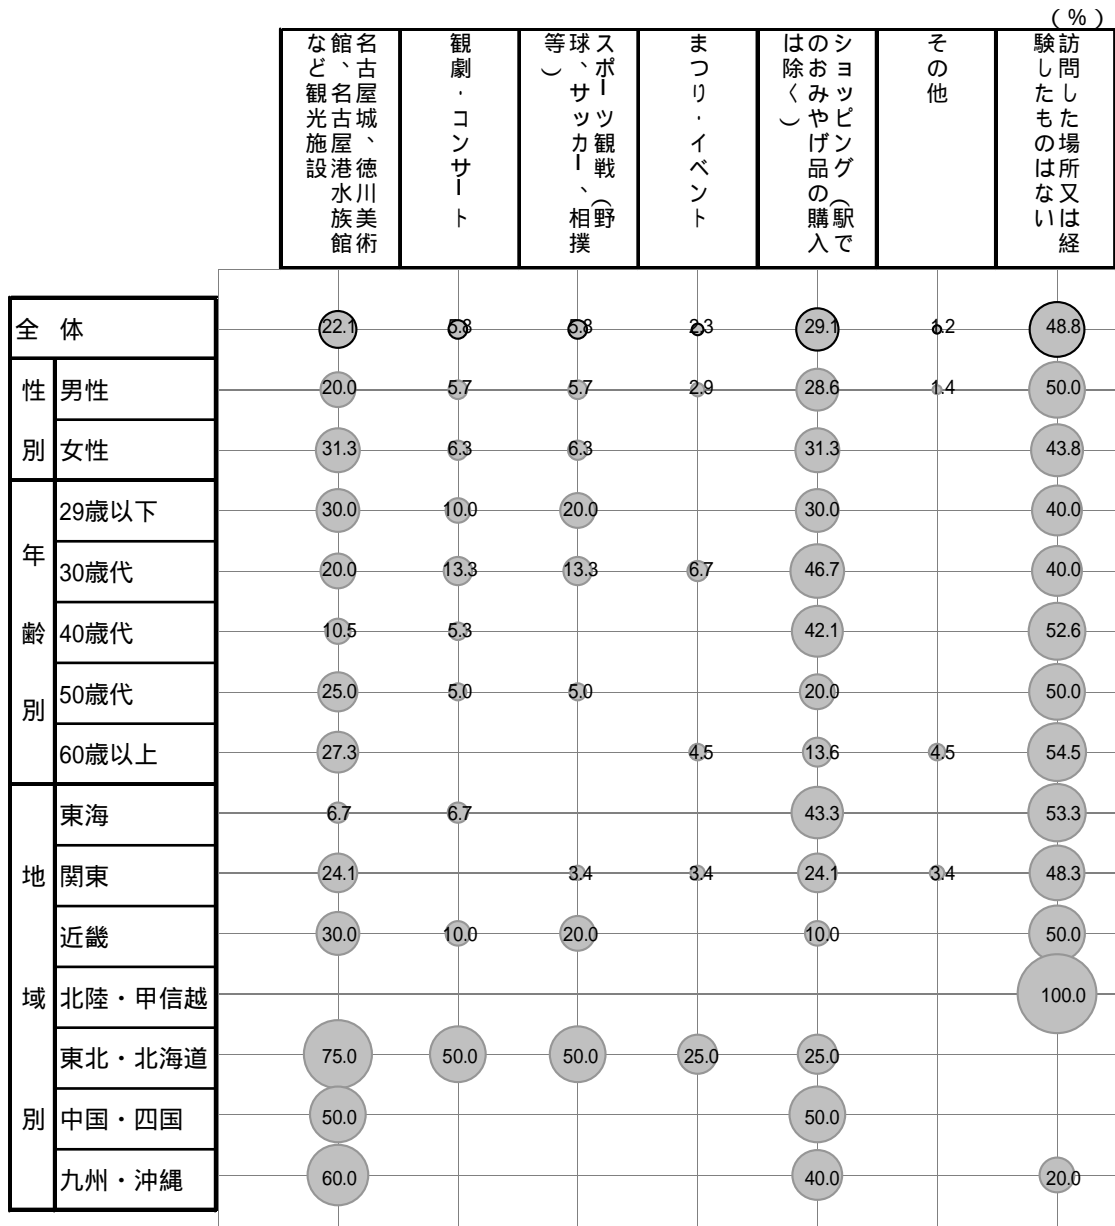 （％）
名古屋城、徳川美術
館、名古屋港水族館
など観光施設
観劇・コンサート
スポーツ観戦（野
球、サッカー、相撲
等）
まつり・イベント
ショッピング（駅で
のおみやげ品の購入
は除く）
その他
訪問した場所又は経
験したものはない
全 体 22.1 5.8 5.8 2.3 29.1 1.2 48.8
性別
男性 20.0 5.7 5.7 2.9 28.6 1.4 50.0
女性 31.3 6.3 6.3 31.3 43.8
年齢別
29歳以下 30.0 10.0 20.0 30.0 40.0
30歳代 20.0 13.3 13.3 6.7 46.7 40.0
40歳代 10.5 5.3 42.1 52.6
50歳代 25.0 5.0 5.0 20.0 50.0
60歳以上 27.3 4.5 13.6 4.5 54.5
地域別
東海 6.7 6.7 43.3 53.3
関東 24.1 3.4 3.4 24.1 3.4 48.3
近畿 30.0 10.0 20.0 10.0 50.0
北陸・甲信越 100.0
東北・北海道 75.0 50.0 50.0 25.0 25.0
中国・四国 50.0 50.0
九州・沖縄 60.0 40.0 20.0